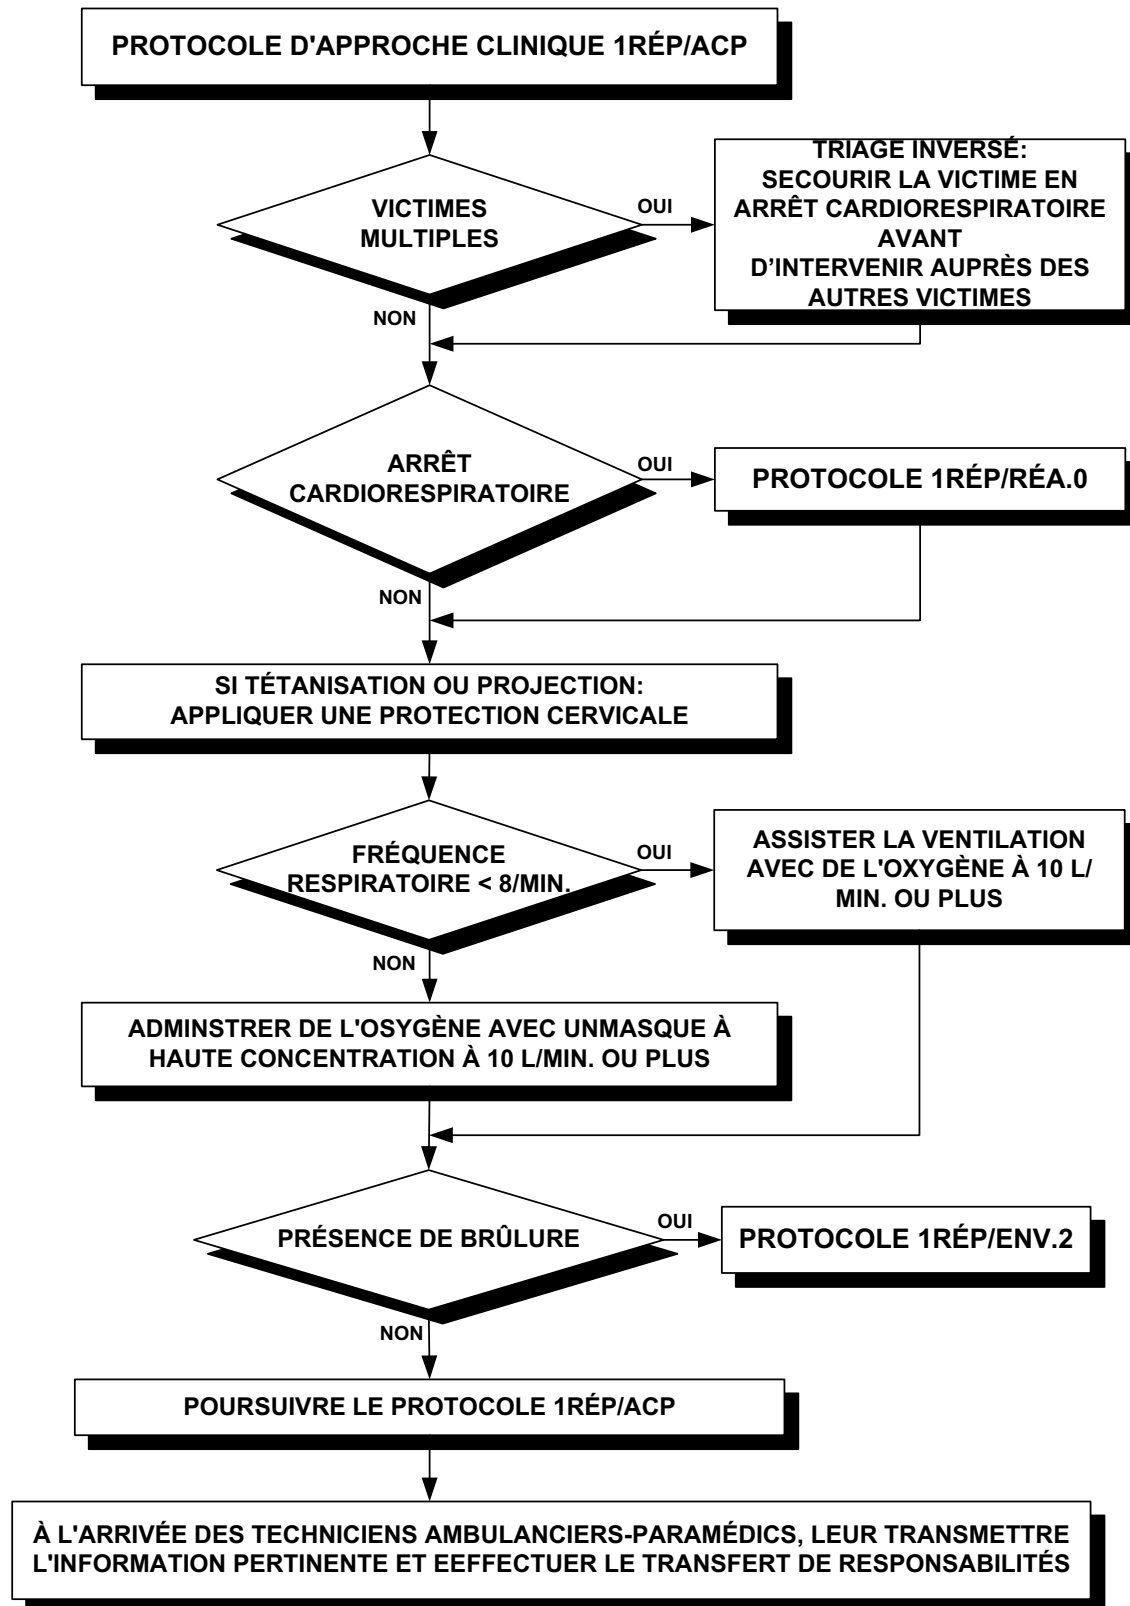 PROTOCOLE D'APPROCHE CLINIQUE 1RÉP/ACP
VICTIMES
MULTIPLES
OUI
TRIAGE INVERSÉ:
SECOURIR LA VICTIME EN
ARRÊT CARDIORESPIRATOIRE
AVANT
D’INTERVENIR AUPRÈS DES
AUTRES VICTIMES
NON
ARRÊT
CARDIORESPIRATOIRE
OUI
PROTOCOLE 1RÉP/RÉA.0
NON
SI TÉTANISATION OU PROJECTION:
APPLIQUER UNE PROTECTION CERVICALE
FRÉQUENCE
RESPIRATOIRE < 8/MIN.
OUI
ASSISTER LA VENTILATION
AVEC DE L'OXYGÈNE À 10 L/
MIN. OU PLUS
NON
ADMINSTRER DE L'OSYGÈNE AVEC UNMASQUE À
HAUTE CONCENTRATION À 10 L/MIN. OU PLUS
PRÉSENCE DE BRÛLURE
OUI
PROTOCOLE 1RÉP/ENV.2
NON
POURSUIVRE LE PROTOCOLE 1RÉP/ACP
À L'ARRIVÉE DES TECHNICIENS AMBULANCIERS-PARAMÉDICS, LEUR TRANSMETTRE
L'INFORMATION PERTINENTE ET EEFFECTUER LE TRANSFERT DE RESPONSABILITÉS